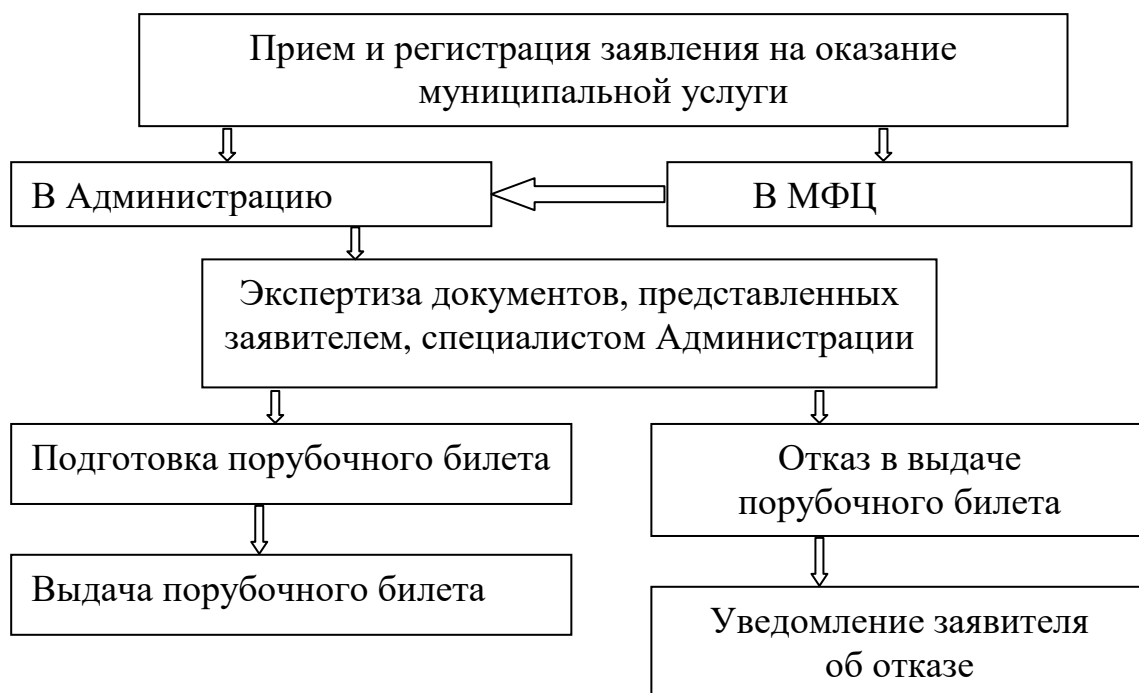 Прием и регистрация заявления на оказание
муниципальной услуги
В Администрацию
В МФЦ
Экспертиза документов, представленных
заявителем, специалистом Администрации
Подготовка порубочного билета
Отказ в выдаче
порубочного билета
Выдача порубочного билета
Уведомление заявителя
об отказе